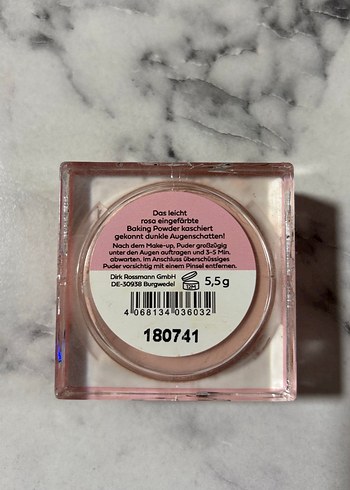 Das leicht
rosa eingefärbte
Baking Powder kaschiert
gekonnt dunkle Augenschatten!
Nach dem Make-up, Puder großzügig
unter den Augen auftragen und 3-5 Min.
abwarten. Im Anschluss überschüssiges
Puder vorsichtig mit einem Pinsel entfernen.
Dirk Rossmann GmbH
DE-30938 Burgwedel
12M
5,5 g
4 068134 036032
180741